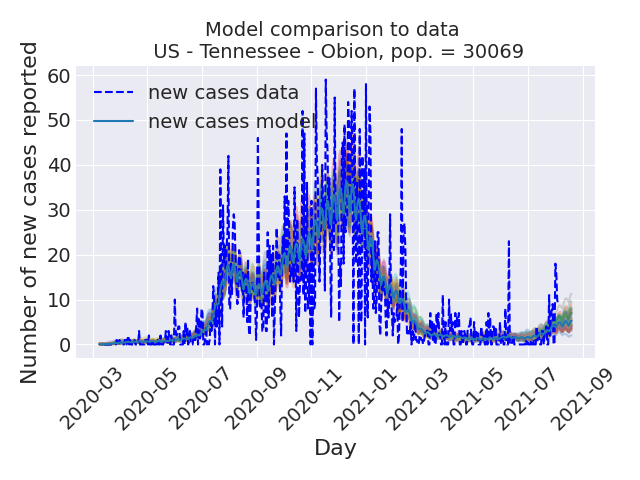 Model comparison to data
US - Tennessee - Obion, pop. = 30069
Number of new cases reported
60
50
40
30
20
10
0
new cases data
new cases model
2020-03
2020-05
2020-07
2020-09
2020-11
2021-01
2021-03
2021-05
2021-07
2021-09
Day